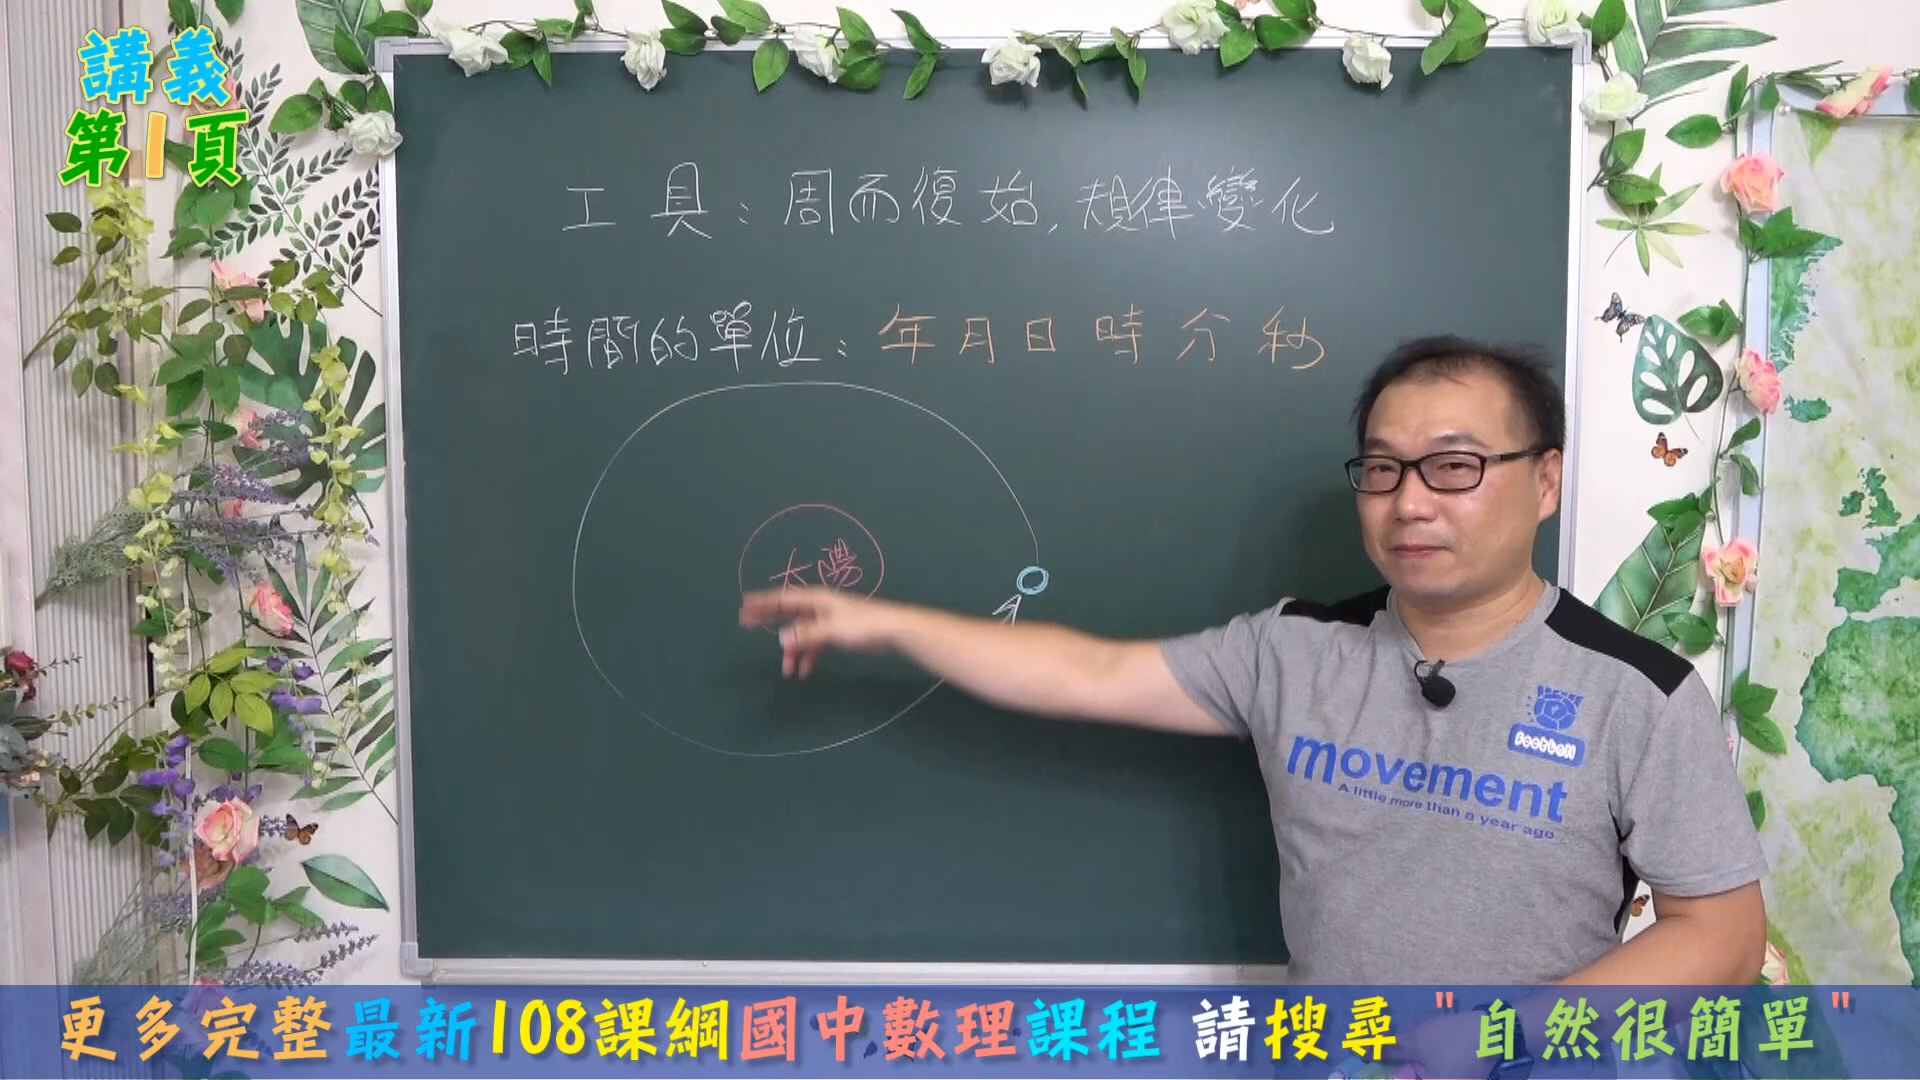 講義
第1頁
工具：周而復始，規律變化
時間的單位：年月日時分秒
太陽
Football
movement
A little more than a year ago
更多完整最新108課綱國中數理課程 請搜尋 "自然很簡單"